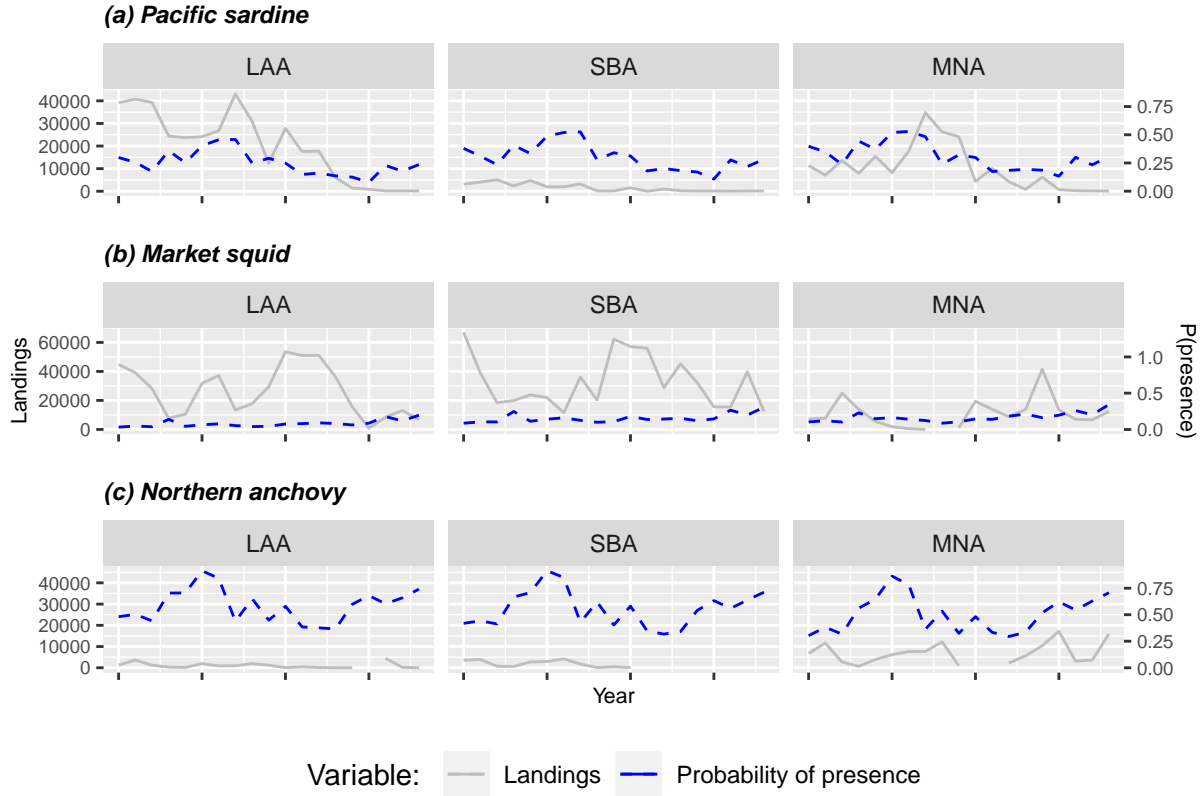 (a) Pacific sardine
LAA SBA MNA
40000
30000
20000
10000
0
0.75
0.50
0.25
0.00
(b) Market squid
LAA SBA MNA
60000
40000
20000
0
1.0
0.5
0.0
Landings
P(presence)
(c) Northern anchovy
LAA SBA MNA
40000
30000
20000
10000
0
0.75
0.50
0.25
0.00
Year
Variable: Landings Probability of presence